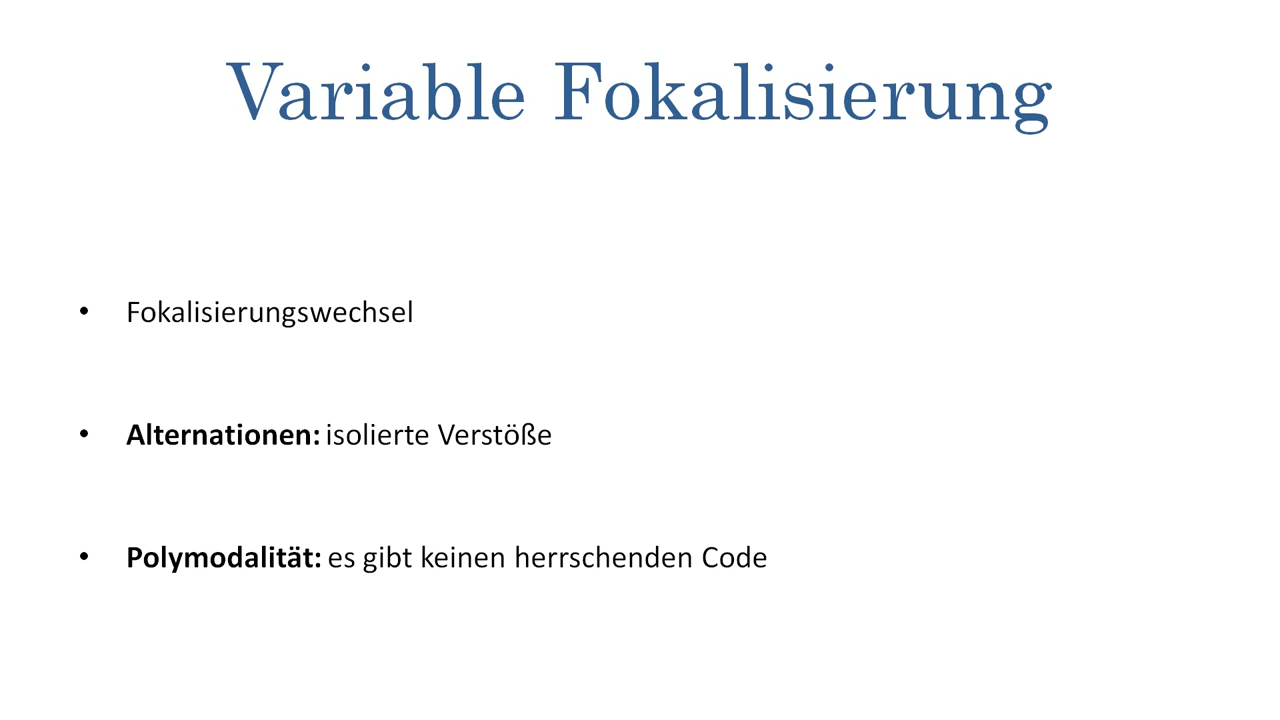 Variable Fokalisierung
• Fokalisierungswechsel
• Alternationen: isolierte Verstöße
• Polymodalität: es gibt keinen herrschenden Code